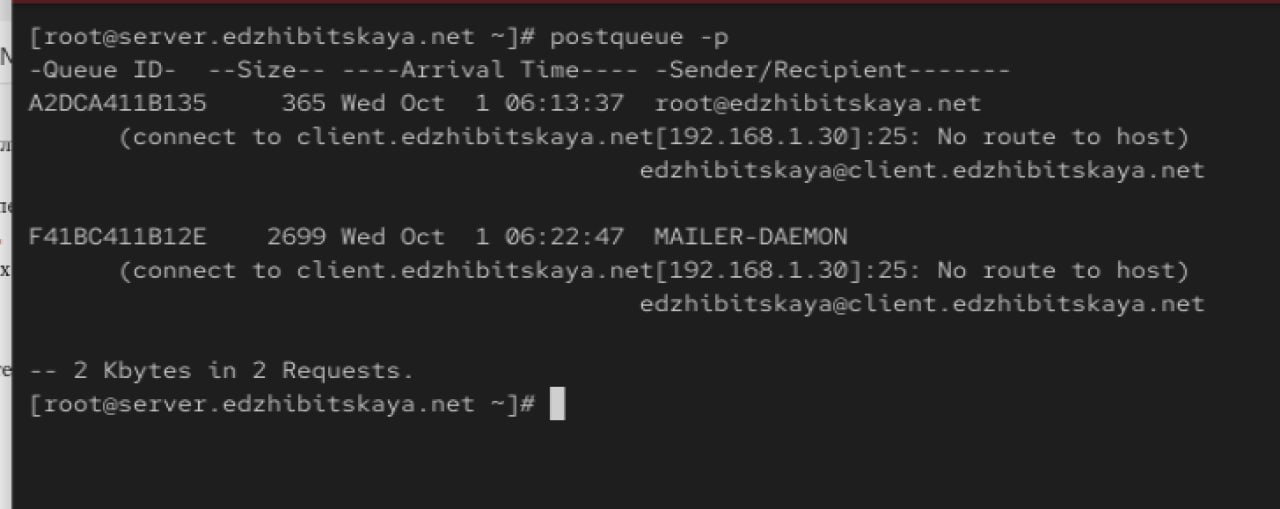 [root@server.edzhibitskaya.net ~]# postqueue -p
-Queue ID-  --Size-- ----Arrival Time---- -Sender/Recipient-------
A2DCA411B135     365 Wed Oct  1 06:13:37  root@edzhibitskaya.net
      (connect to client.edzhibitskaya.net[192.168.1.30]:25: No route to host)
                                         edzhibitskaya@client.edzhibitskaya.net
F41BC411B12E    2699 Wed Oct  1 06:22:47  MAILER-DAEMON
      (connect to client.edzhibitskaya.net[192.168.1.30]:25: No route to host)
                                         edzhibitskaya@client.edzhibitskaya.net
-- 2 Kbytes in 2 Requests.
[root@server.edzhibitskaya.net ~]#